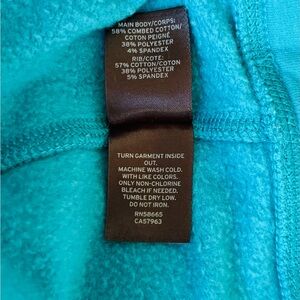 MAIN BODY/CORPS:
58% COMBED COTTON/
COTON PEIGNÉ
38% POLYESTER
4% SPANDEX
RIB/COTE:
57% COTTON/COTON
38% POLYESTER
5% SPANDEX
TURN GARMENT INSIDE
OUT.
MACHINE WASH COLD.
WITH LIKE COLORS.
ONLY NON-CHLORINE
BLEACH IF NEEDED.
TUMBLE DRY LOW.
DO NOT IRON.
RN58665
CA57963